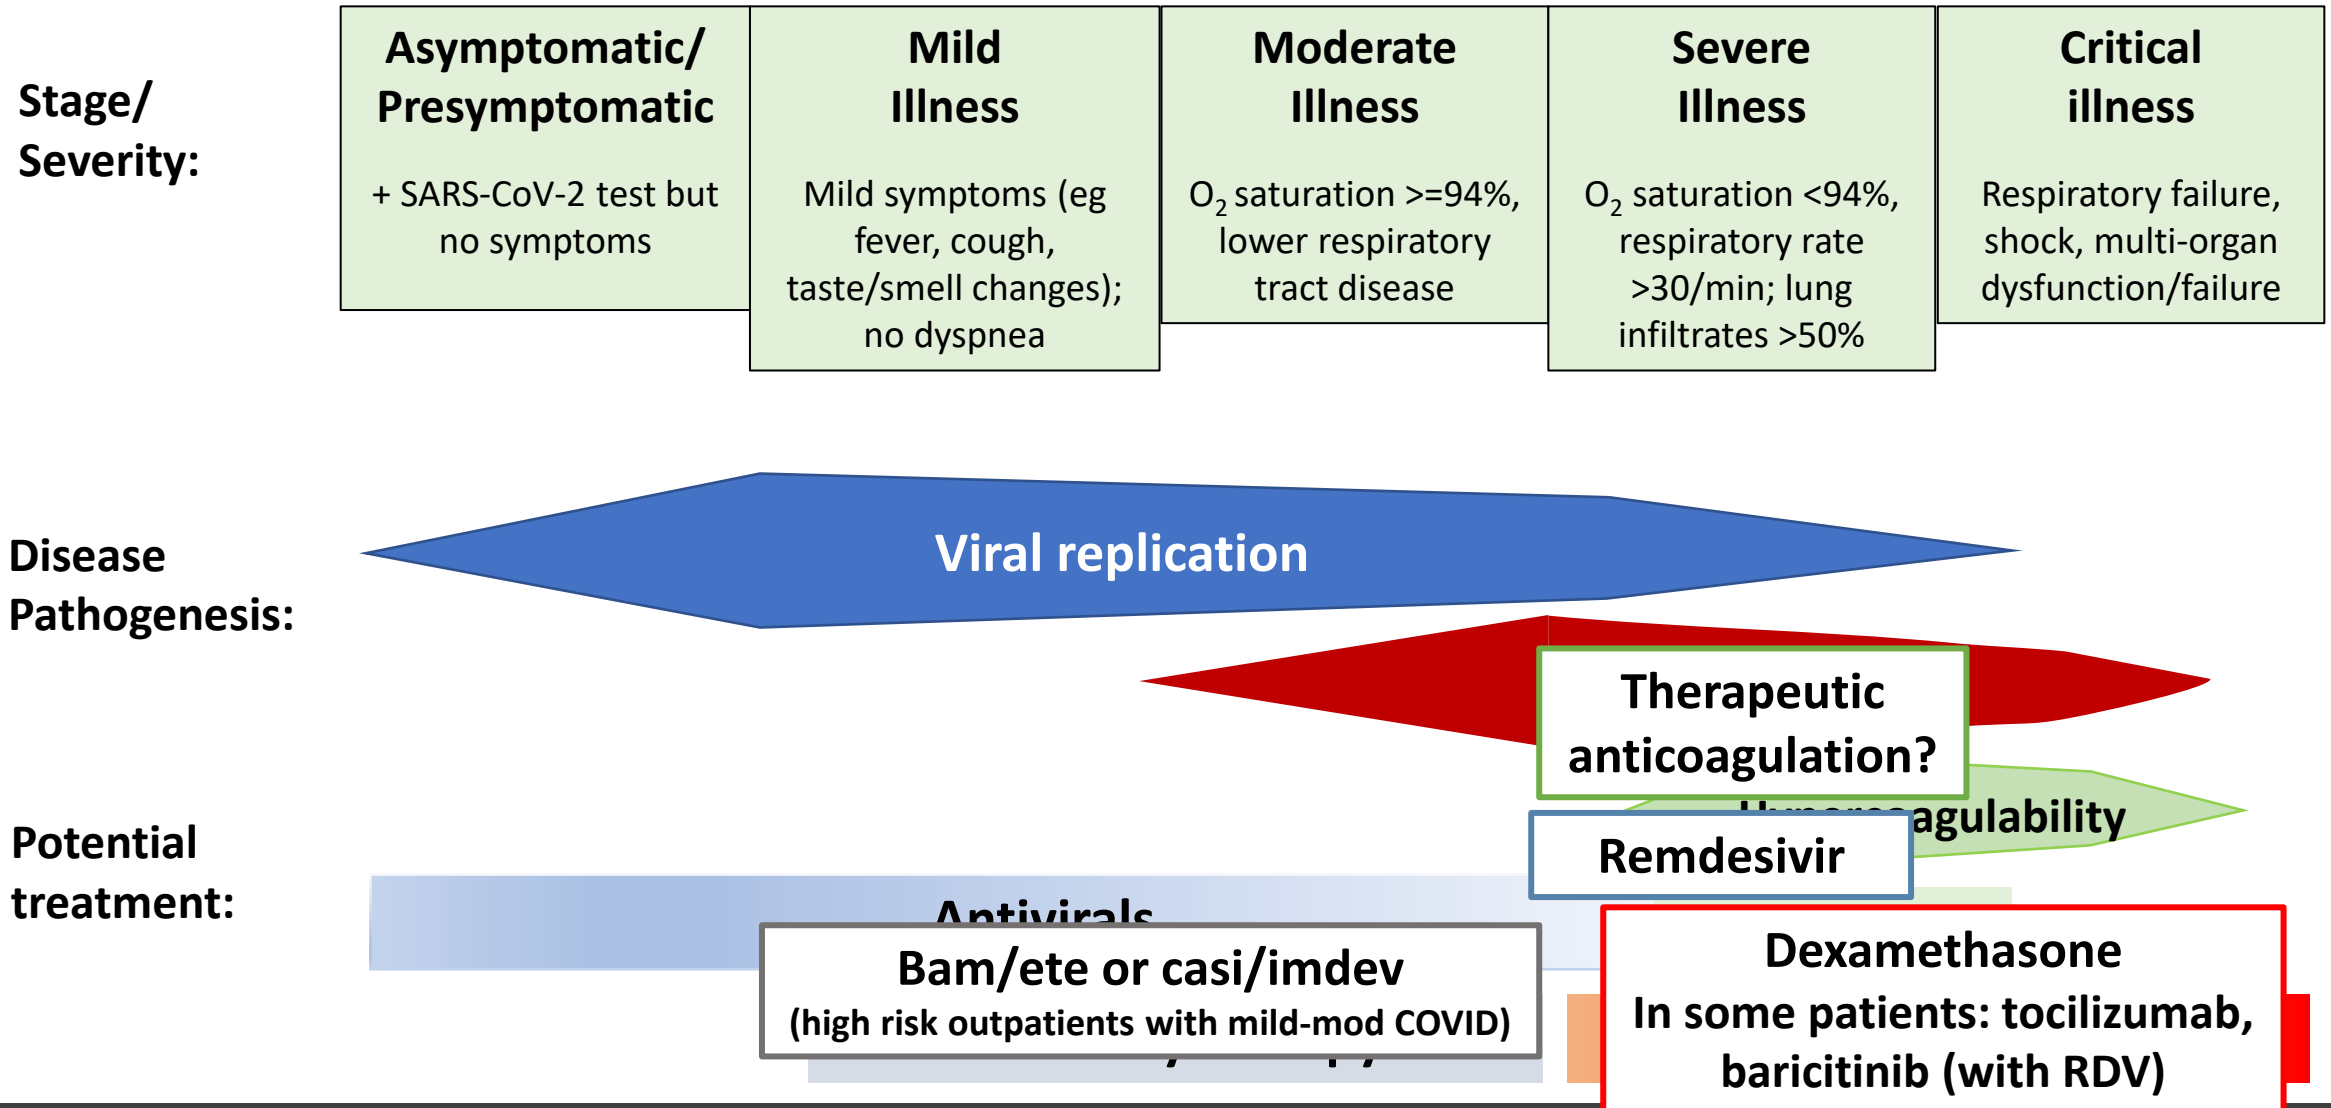 Stage/
Severity:
Asymptomatic/
Presymptomatic
+ SARS-CoV-2 test but
no symptoms
Mild
Illness
Mild symptoms (eg
fever, cough,
taste/smell changes);
no dyspnea
Moderate
Illness
O₂ saturation >=94%,
lower respiratory
tract disease
Severe
Illness
O₂ saturation <94%,
respiratory rate
>30/min; lung
infiltrates >50%
Critical
illness
Respiratory failure,
shock, multi-organ
dysfunction/failure
Disease
Pathogenesis:
Viral replication
Therapeutic
anticoagulation?
Hypercoagulability
Potential
treatment:
Remdesivir
Antivirals
Bam/ete or casi/imdev
(high risk outpatients with mild-mod COVID)
Dexamethasone
In some patients: tocilizumab,
baricitinib (with RDV)